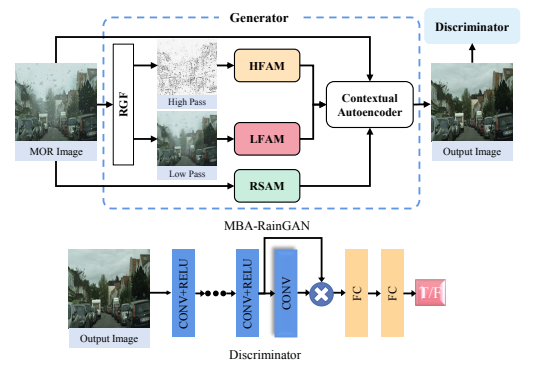 Generator
Discriminator
RGF
High Pass
HFAM
MOR Image
Low Pass
LFAM
RSAM
Contextual
Autoencoder
Output Image
MBA-RainGAN
Output Image
CONV+RELU
CONV+RELU
CONV
FC
FC
T/F
Discriminator